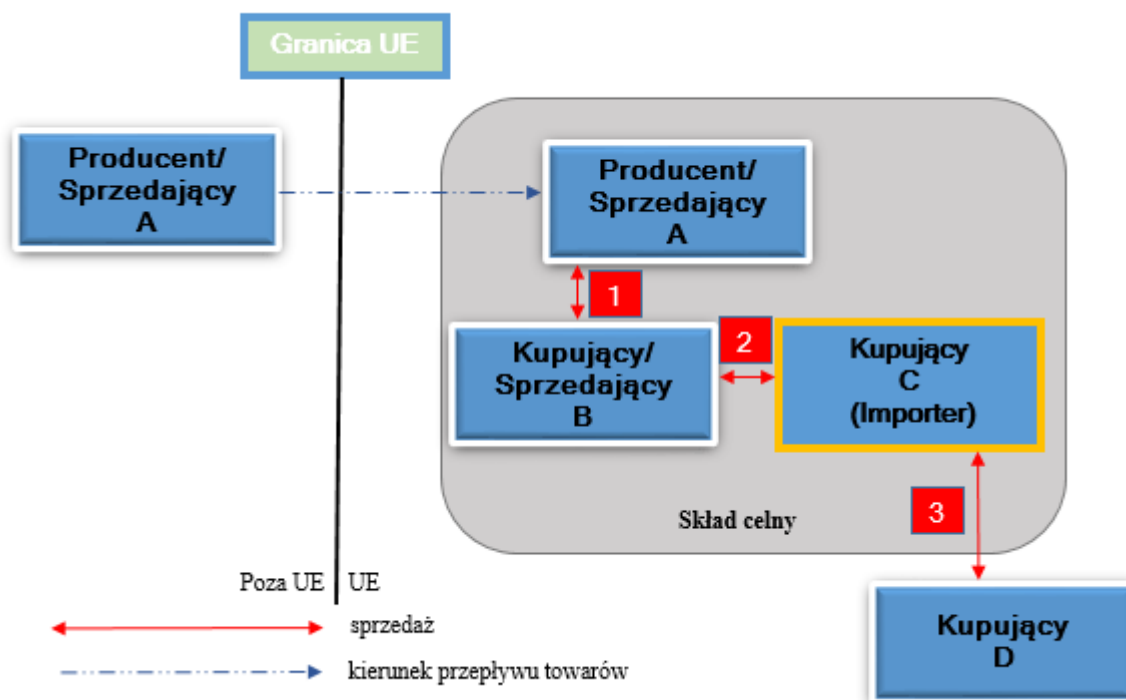 Granica UE
Producent/
Sprzedający
A
Producent/
Sprzedający
A
1
Kupujący/
Sprzedający
B
2
Kupujący
C
(Importer)
3
Skład celny
Poza UE
UE
sprzedaż
kierunek przepływu towarów
Kupujący
D